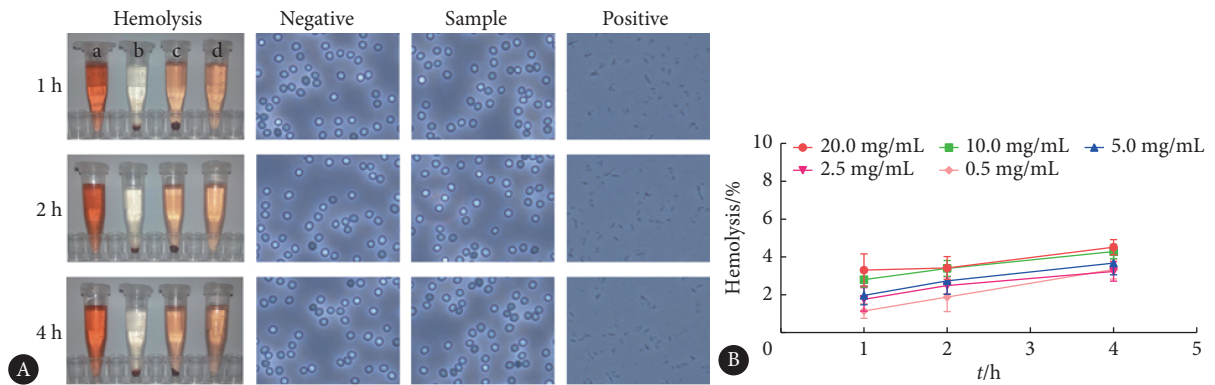 Hemolysis Negative Sample Positive
a b c d
1 h
2 h
4 h
A
10
8
6
4
2
0
Hemolysis/%
20.0 mg/mL 10.0 mg/mL 5.0 mg/mL
2.5 mg/mL 0.5 mg/mL
1 2 3 4 5
t/h
B